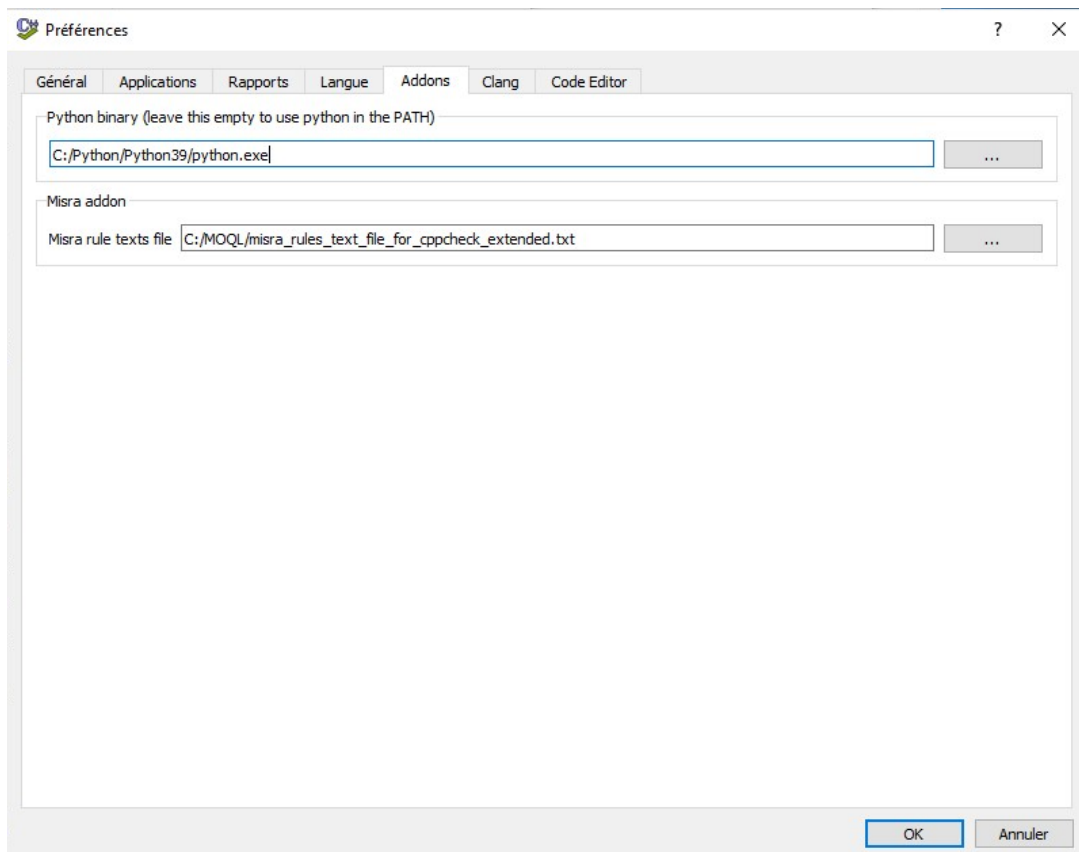 Préférences
Général Applications Rapports Langue Addons Clang Code Editor
Python binary (leave this empty to use python in the PATH)
C:/Python/Python39/python.exe ...
Misra addon
Misra rule texts file C:/MOQL/misra_rules_text_file_for_cppcheck_extended.txt ...
OK Annuler